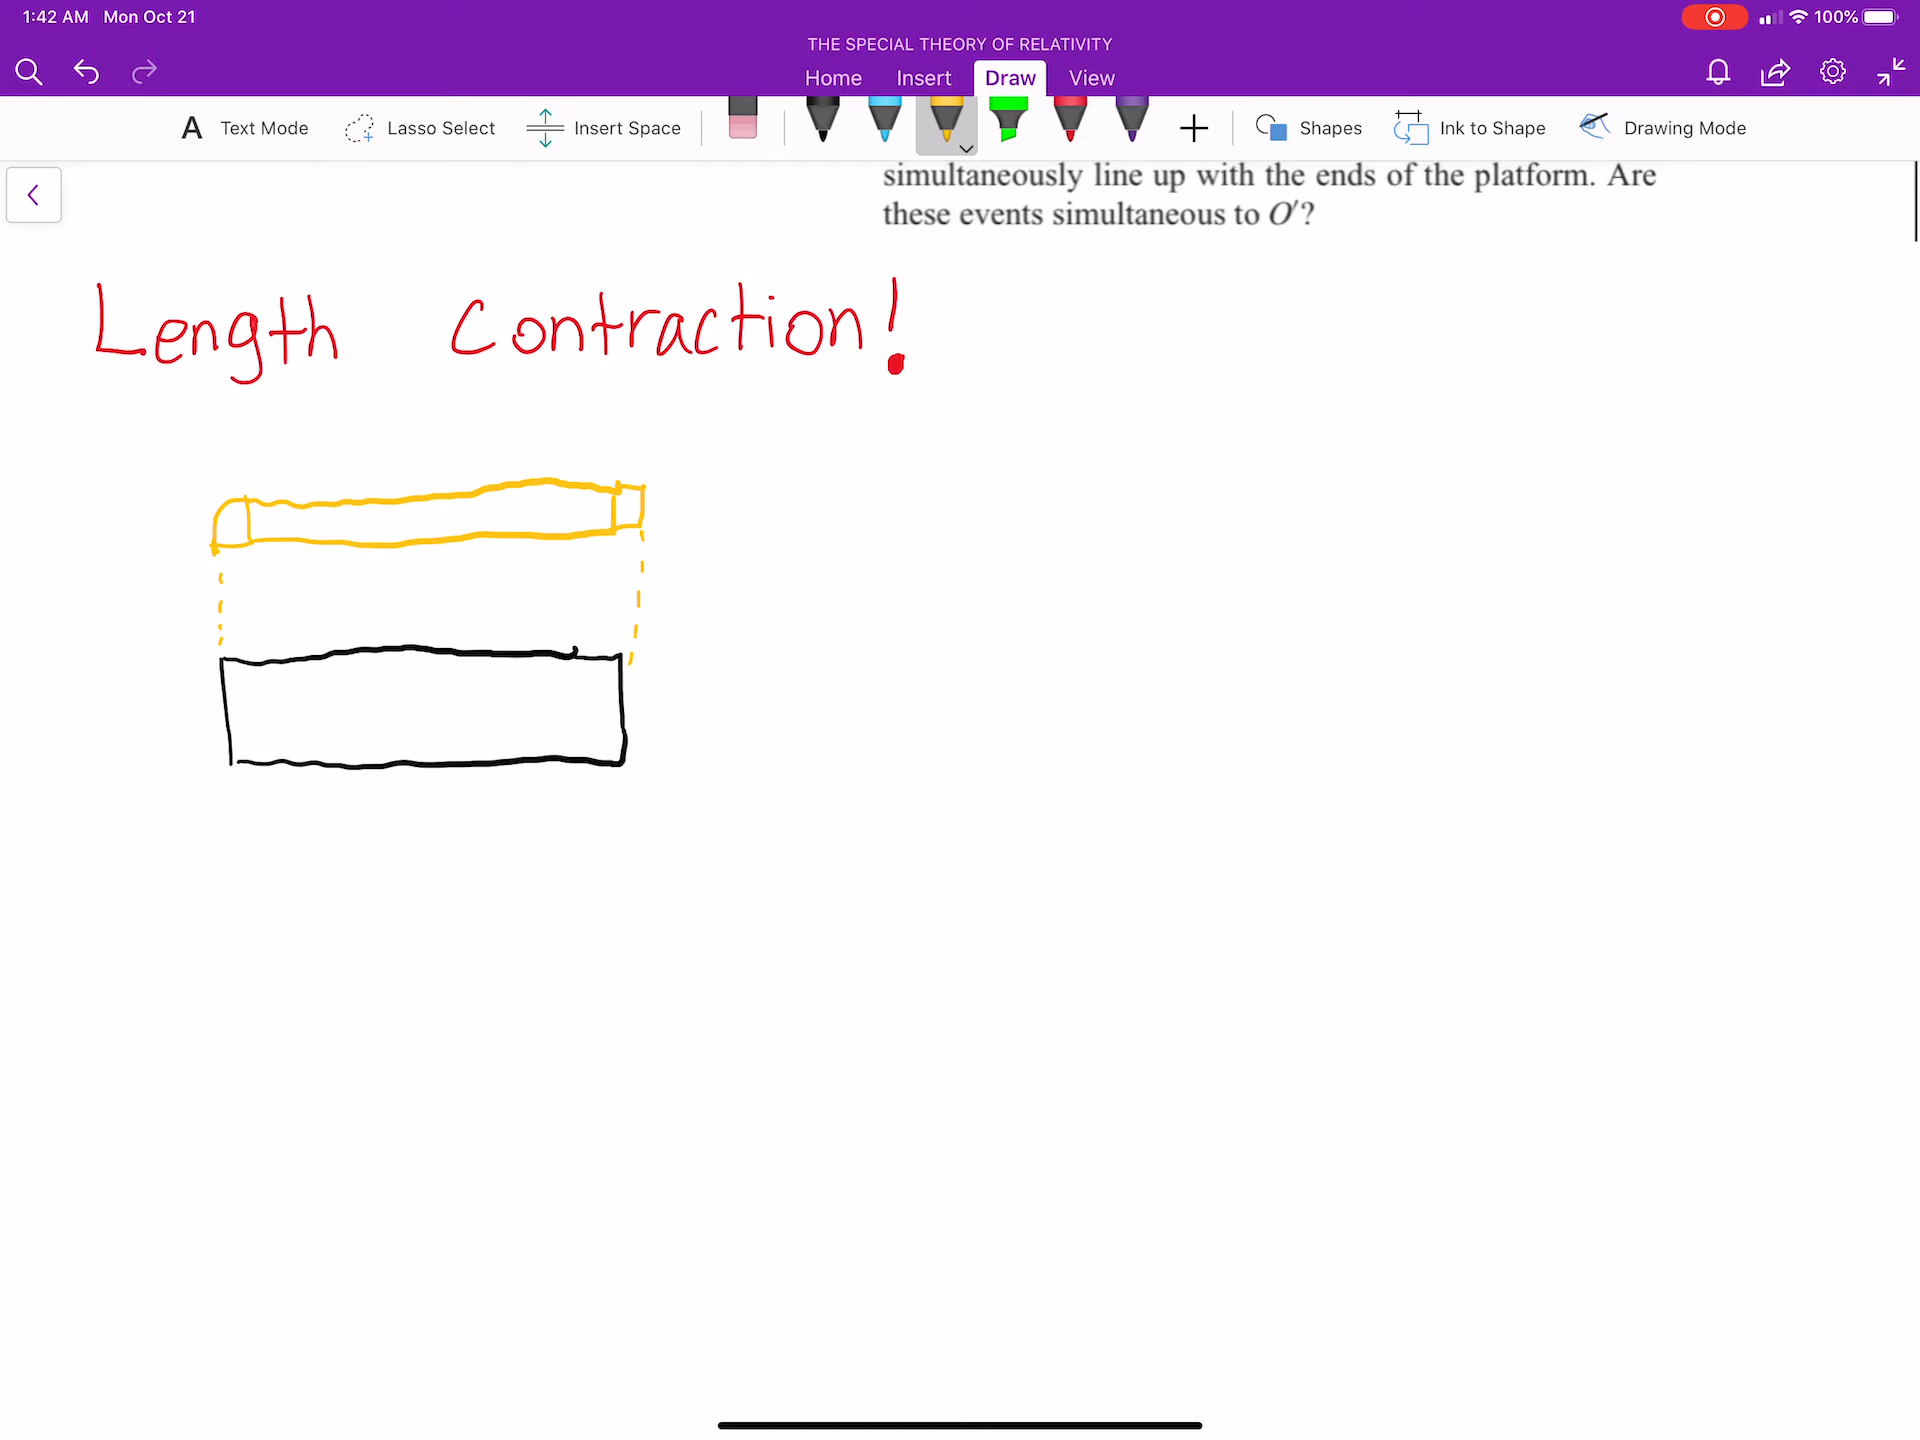 1:42 AM Mon Oct 21
100%
THE SPECIAL THEORY OF RELATIVITY
Home Insert Draw View
A Text Mode Lasso Select Insert Space Shapes Ink to Shape Drawing Mode
simultaneously line up with the ends of the platform. Are
these events simultaneous to O′?
Length Contraction!